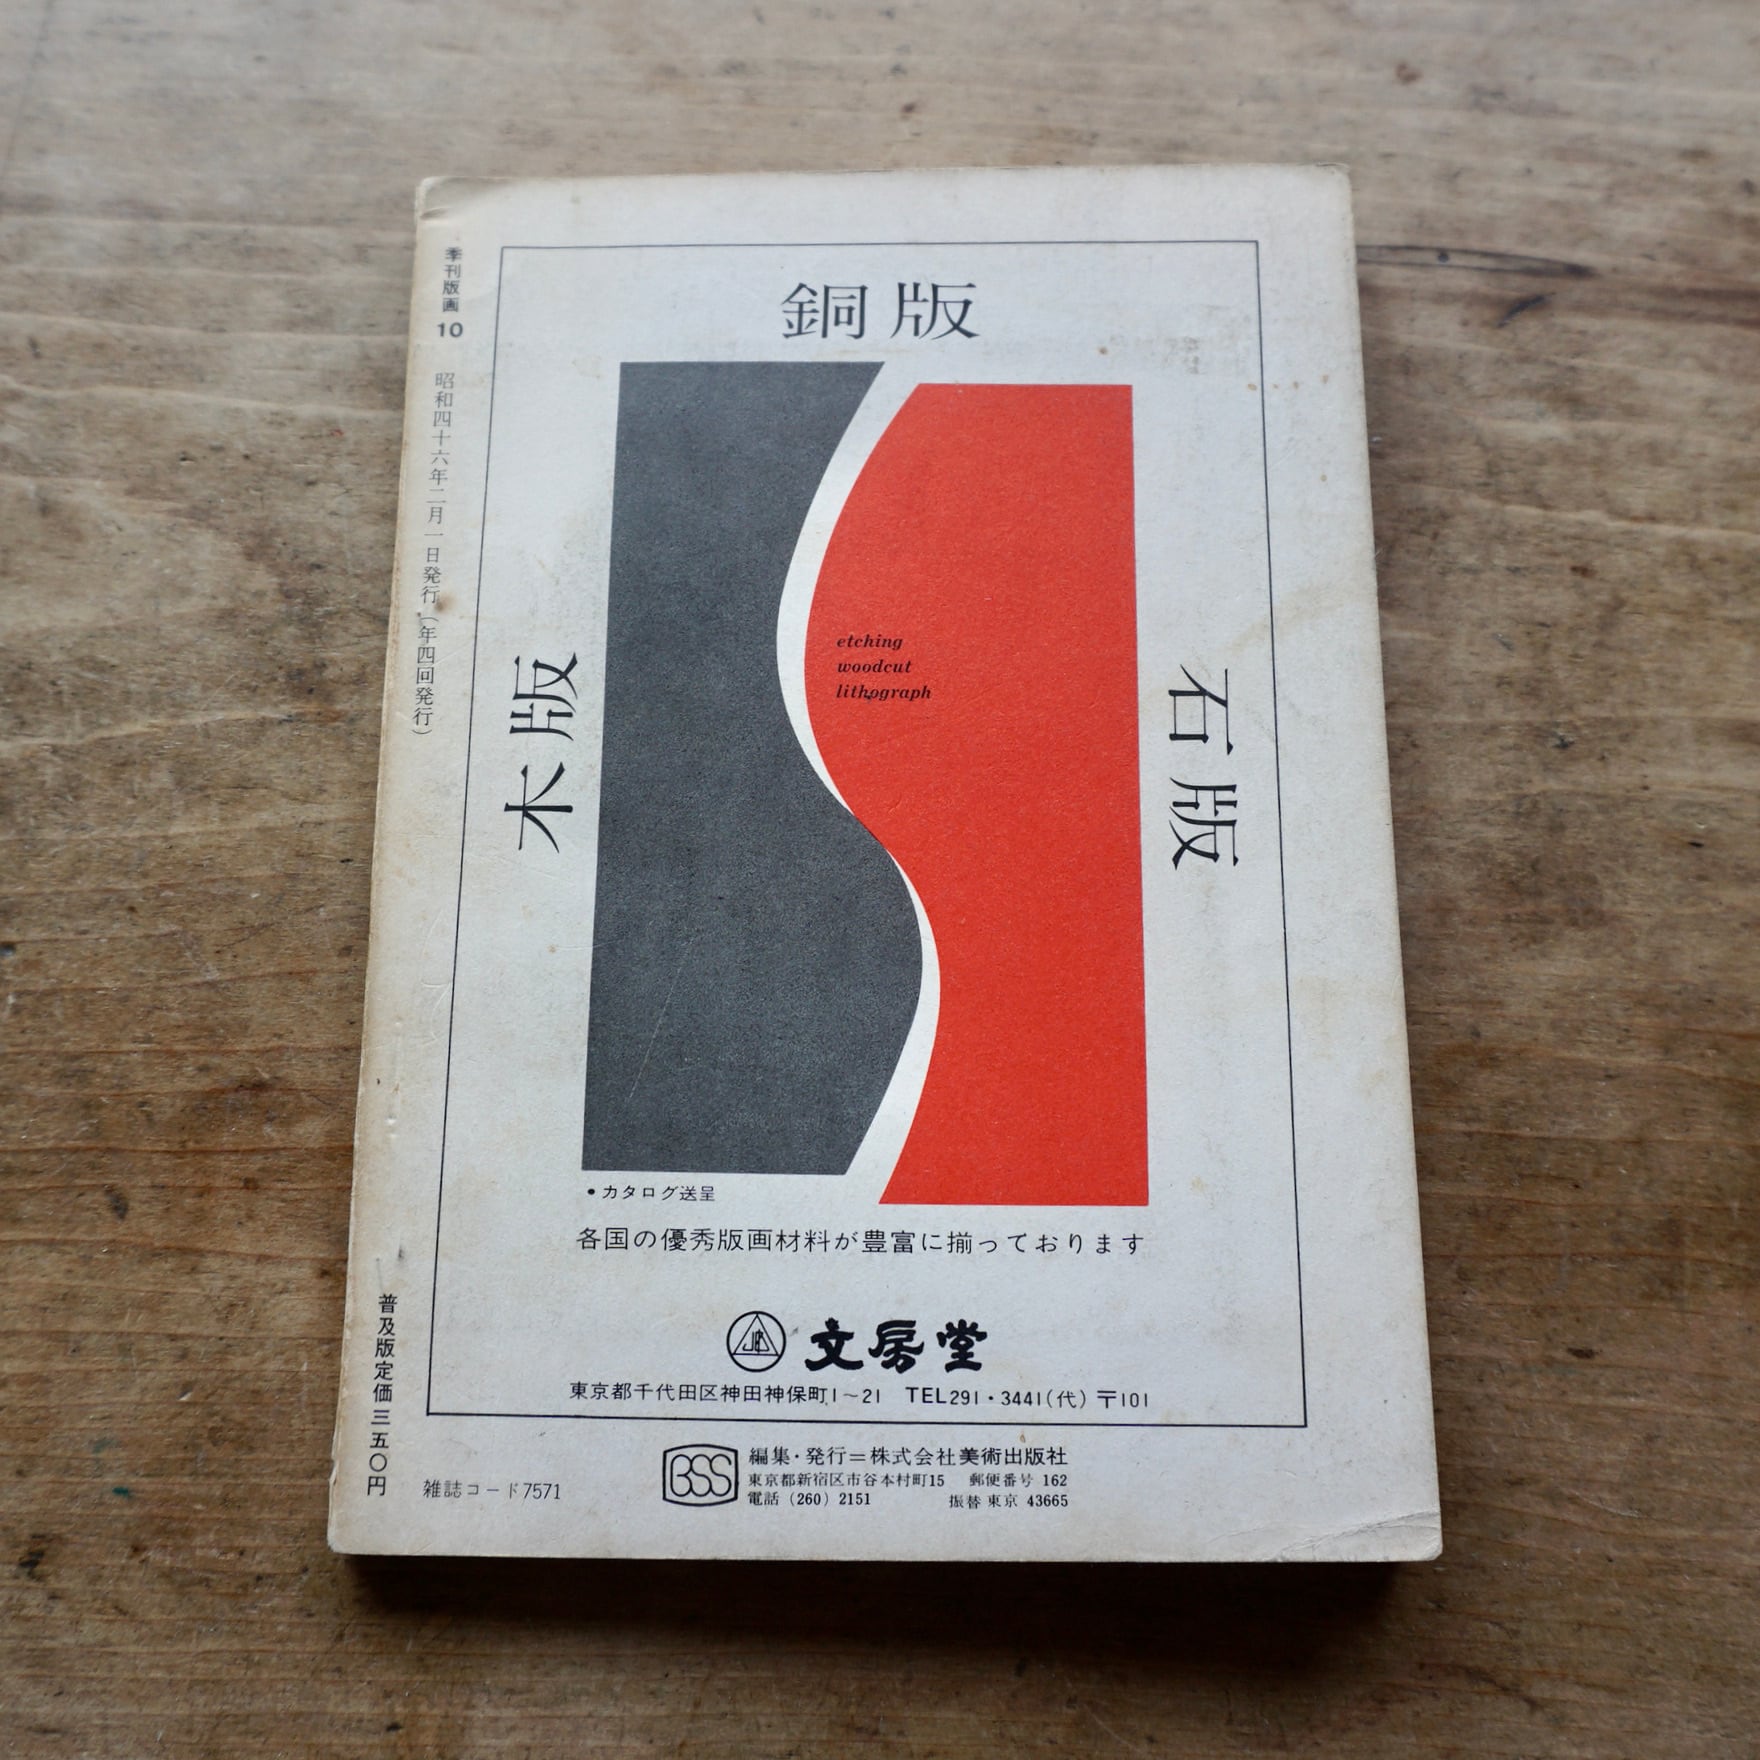 季刊版画 10
昭和四十六年二月一日発行(年四回発行)
普及版定価三五〇円
銅版
木版
石版
etching
woodcut
lithograph
•カタログ送呈
各国の優秀版画材料が豊富に揃っております
文房堂
東京都千代田区神田神保町1〜21 TEL291・3441(代) 〒101
雑誌コード7571
BSS
編集・発行=株式会社美術出版社
東京都新宿区市谷本村町15 郵便番号 162
電話 (260) 2151 振替 東京 43665